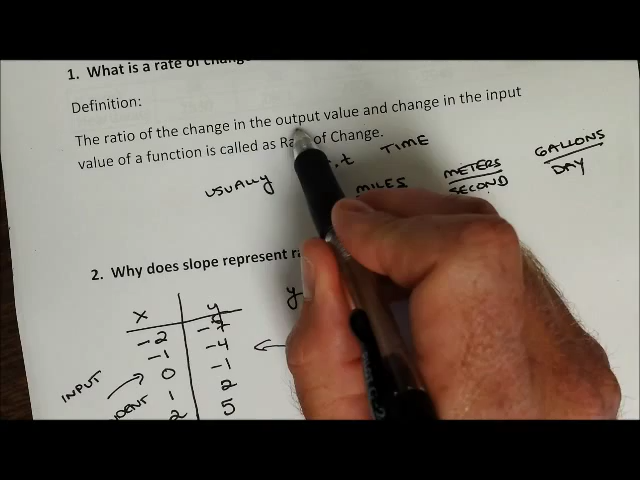 1. What is a rate of change
Definition:
The ratio of the change in the output value and change in the input
value of a function is called as Rate of Change.
USUALLY .r.t TIME
MILES METERS SECOND GALLONS DAY
2. Why does slope represent
x y
-2 -7
-1 -4
0 -1
1 2
2 5
INPUT
y